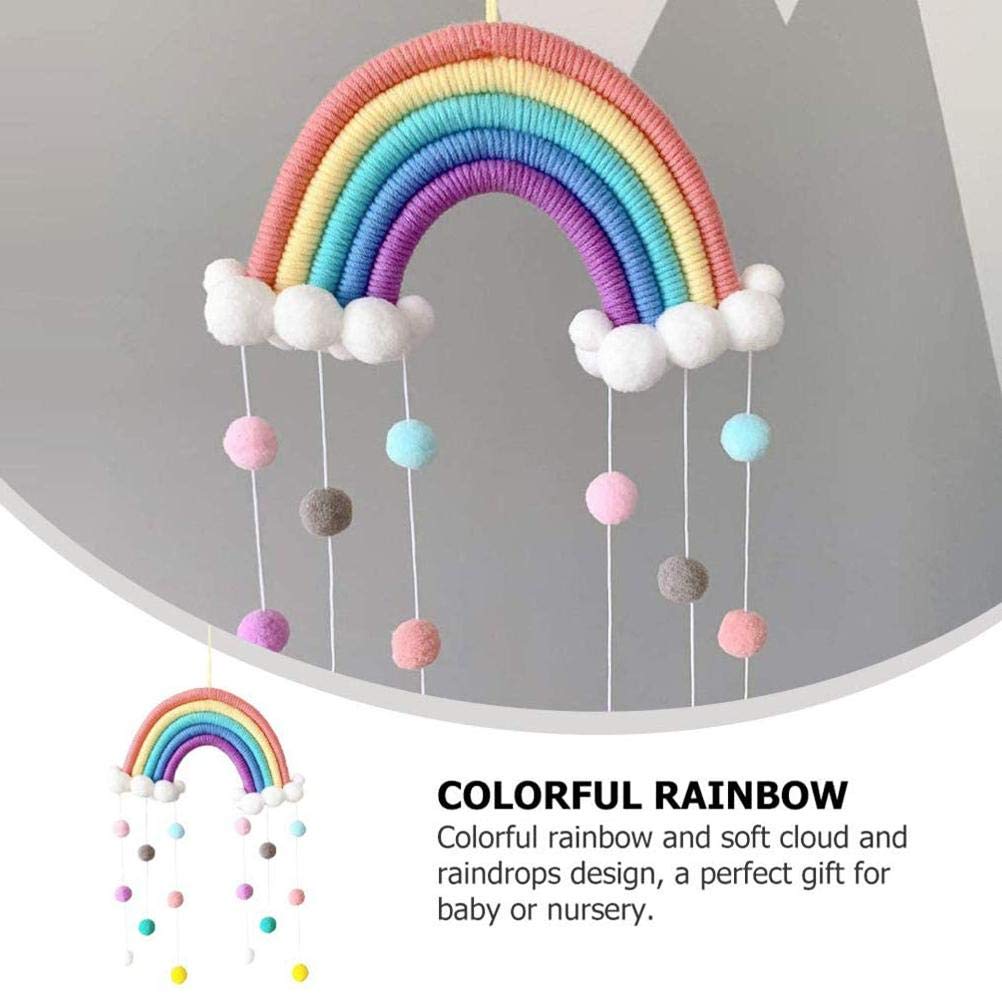 COLORFUL RAINBOW
Colorful rainbow and soft cloud and
raindrops design, a perfect gift for
baby or nursery.